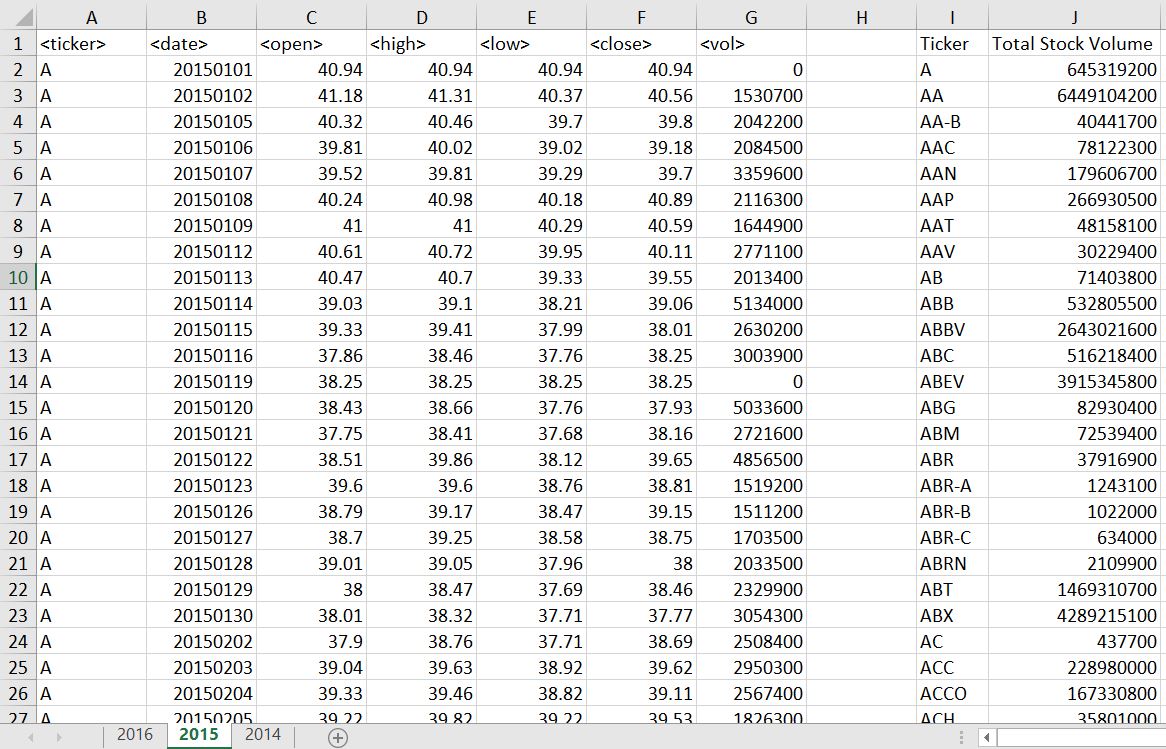 A B C D E F G H I J
1 <ticker> <date> <open> <high> <low> <close> <vol> Ticker Total Stock Volume
2 A 20150101 40.94 40.94 40.94 40.94 0 A 645319200
3 A 20150102 41.18 41.31 40.37 40.56 1530700 AA 6449104200
4 A 20150105 40.32 40.46 39.7 39.8 2042200 AA-B 40441700
5 A 20150106 39.81 40.02 39.02 39.18 2084500 AAC 78122300
6 A 20150107 39.52 39.81 39.29 39.7 3359600 AAN 179606700
7 A 20150108 40.24 40.98 40.18 40.89 2116300 AAP 266930500
8 A 20150109 41 41 40.29 40.59 1644900 AAT 48158100
9 A 20150112 40.61 40.72 39.95 40.11 2771100 AAV 30229400
10 A 20150113 40.47 40.7 39.33 39.55 2013400 AB 71403800
11 A 20150114 39.03 39.1 38.21 39.06 5134000 ABB 532805500
12 A 20150115 39.33 39.41 37.99 38.01 2630200 ABBV 2643021600
13 A 20150116 37.86 38.46 37.76 38.25 3003900 ABC 516218400
14 A 20150119 38.25 38.25 38.25 38.25 0 ABEV 3915345800
15 A 20150120 38.43 38.66 37.76 37.93 5033600 ABG 82930400
16 A 20150121 37.75 38.41 37.68 38.16 2721600 ABM 72539400
17 A 20150122 38.51 39.86 38.12 39.65 4856500 ABR 37916900
18 A 20150123 39.6 39.6 38.76 38.81 1519200 ABR-A 1243100
19 A 20150126 38.79 39.17 38.47 39.15 1511200 ABR-B 1022000
20 A 20150127 38.7 39.25 38.58 38.75 1703500 ABR-C 634000
21 A 20150128 39.01 39.05 37.96 38 2033500 ABRN 2109900
22 A 20150129 38 38.47 37.69 38.46 2329900 ABT 1469310700
23 A 20150130 38.01 38.32 37.71 37.77 3054300 ABX 4289215100
24 A 20150202 37.9 38.76 37.71 38.69 2508400 AC 437700
25 A 20150203 39.04 39.63 38.92 39.62 2950300 ACC 228980000
26 A 20150204 39.33 39.46 38.82 39.11 2567400 ACCO 167330800
27 A 20150205 39.22 39.82 39.22 39.53 1826300 ACH 35801000
2016 2015 2014